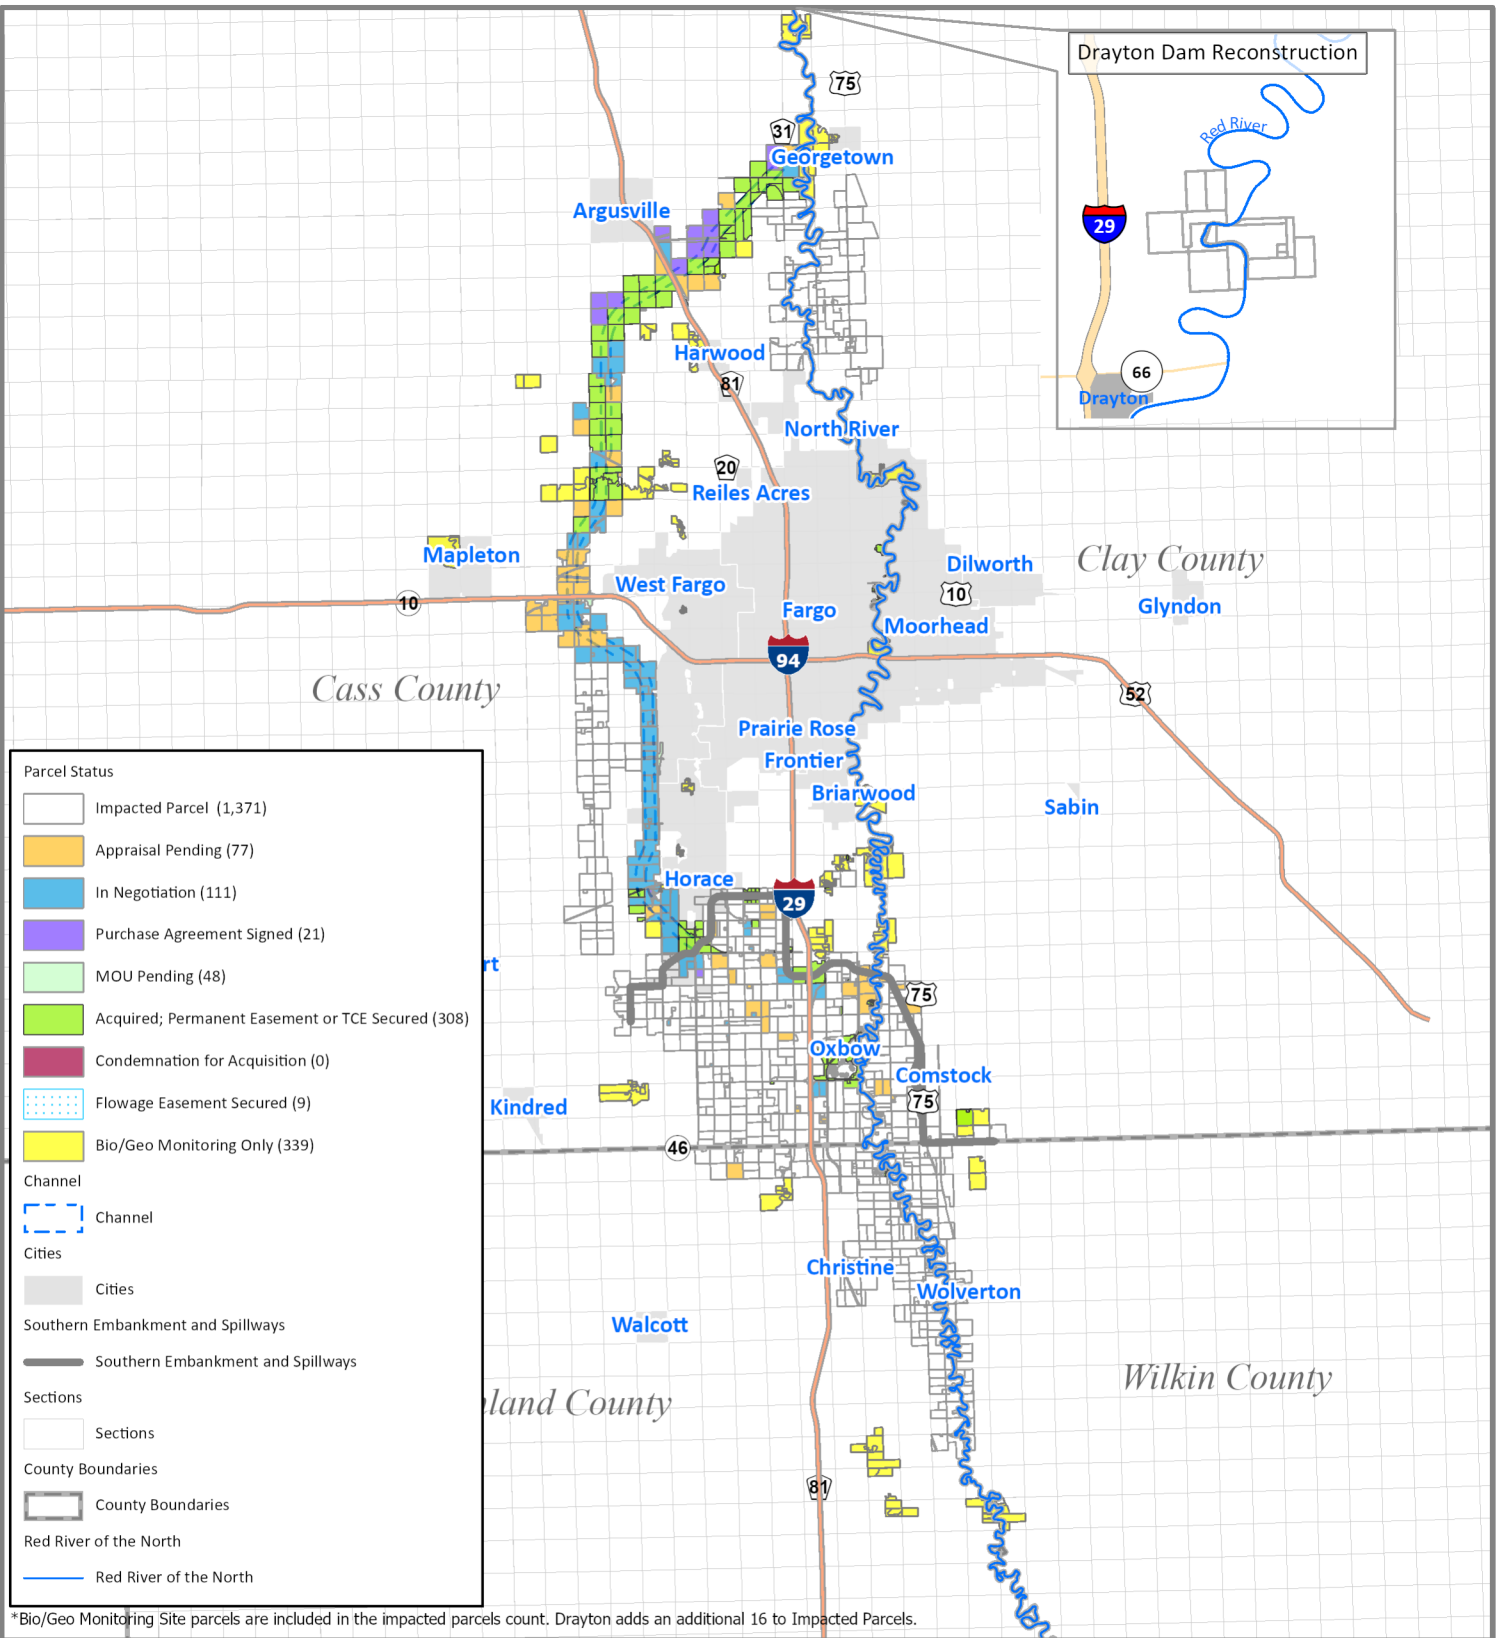 Drayton Dam Reconstruction
75
Red River
31
Georgetown
Argusville
29
Harwood
81
66
Drayton
North River
20
Reiles Acres
Mapleton
Dilworth
Clay County
West Fargo
10
10
Glyndon
Fargo
Moorhead
94
Cass County
52
Prairie Rose
Frontier
Briarwood
Sabin
Horace
29
rt
75
Oxbow
Comstock
75
Kindred
46
Christine
Wolverton
Walcott
Wilkin County
land County
81
Parcel Status
Impacted Parcel (1,371)
Appraisal Pending (77)
In Negotiation (111)
Purchase Agreement Signed (21)
MOU Pending (48)
Acquired; Permanent Easement or TCE Secured (308)
Condemnation for Acquisition (0)
Flowage Easement Secured (9)
Bio/Geo Monitoring Only (339)
Channel
Channel
Cities
Cities
Southern Embankment and Spillways
Southern Embankment and Spillways
Sections
Sections
County Boundaries
County Boundaries
Red River of the North
Red River of the North
*Bio/Geo Monitoring Site parcels are included in the impacted parcels count. Drayton adds an additional 16 to Impacted Parcels.